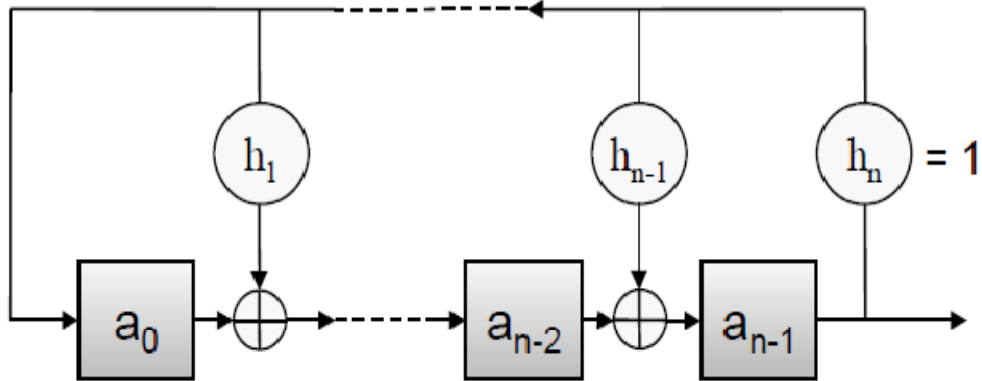 h₁ hₙ₋₁ hₙ = 1
a₀ aₙ₋₂ aₙ₋₁